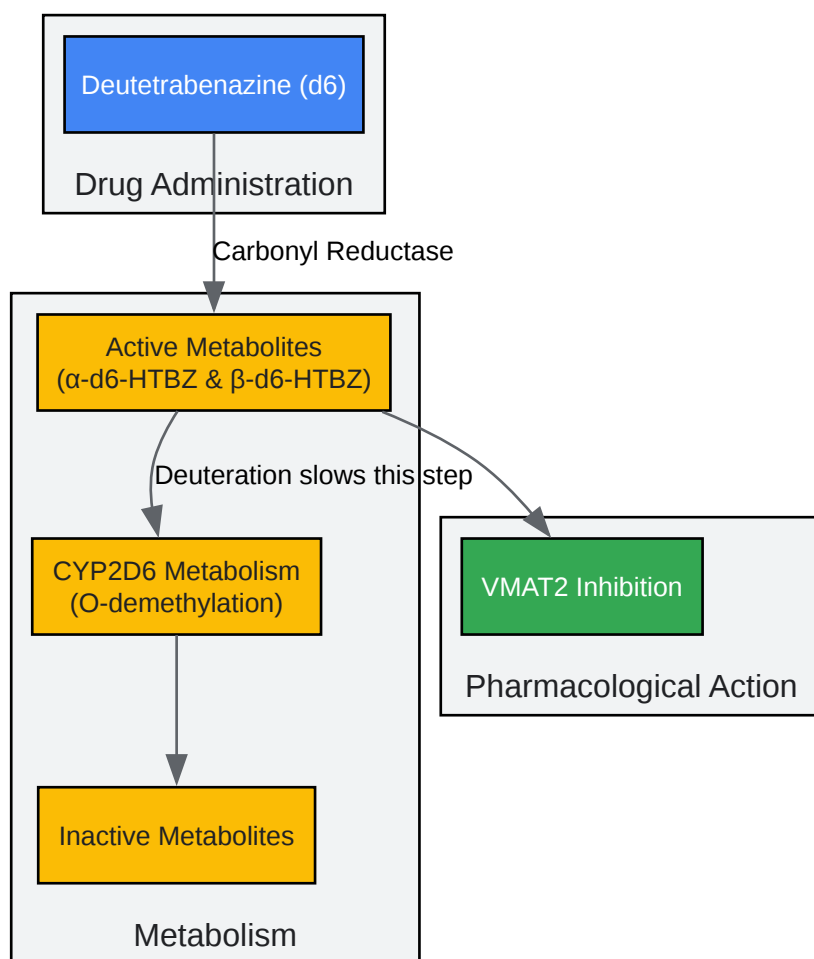 Deutetrabenazine (d6)
Drug Administration
Carbonyl Reductase
Active Metabolites
(α-d6-HTBZ & β-d6-HTBZ)
Deuteration slows this step
CYP2D6 Metabolism
(O-demethylation)
VMAT2 Inhibition
Pharmacological Action
Inactive Metabolites
Metabolism